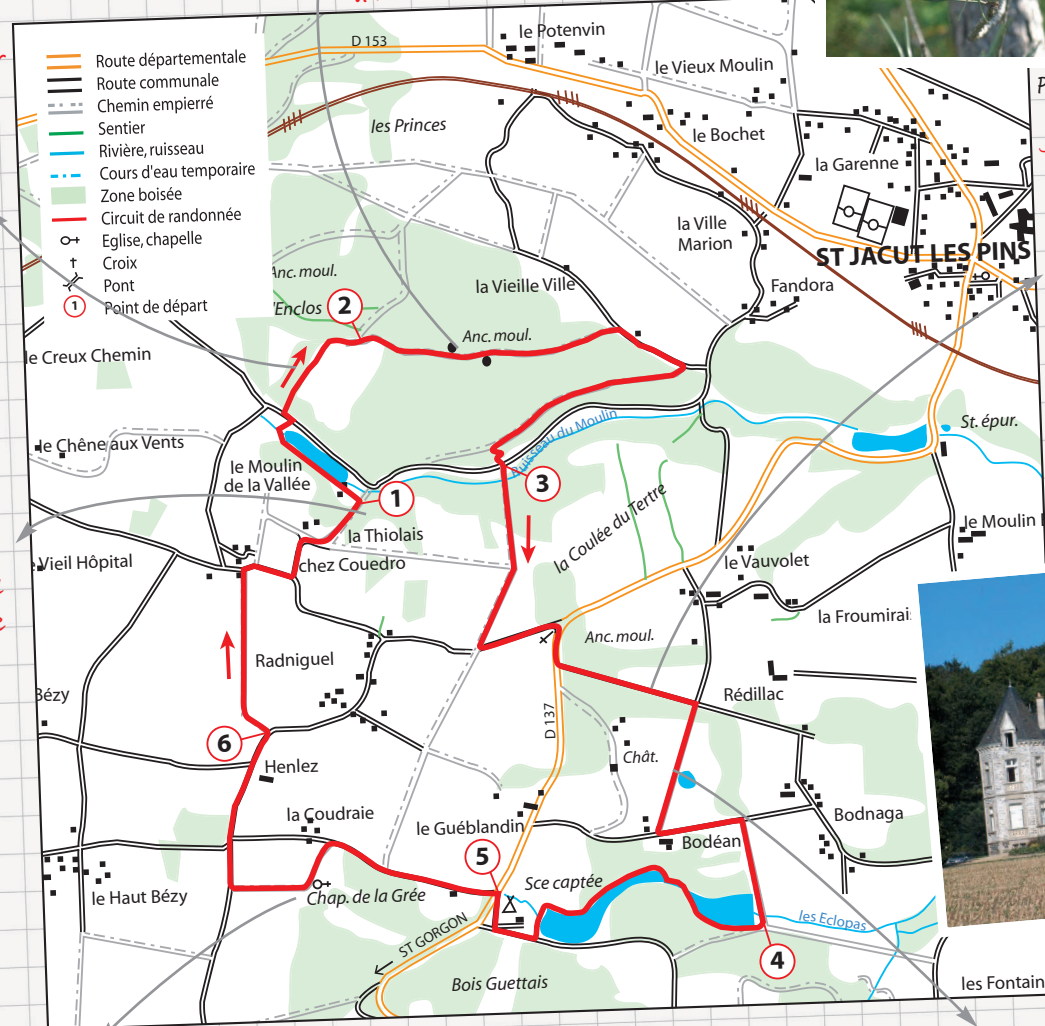 Route départementale
Route communale
Chemin empierré
Sentier
Rivière, ruisseau
Cours d'eau temporaire
Zone boisée
Circuit de randonnée
Eglise, chapelle
Croix
Pont
1 Point de départ
D 153
le Potenvin
le Vieux Moulin
les Princes
le Bochet
la Garenne
la Ville
Marion
ST JACUT LES PINS
Fandora
la Vieille Ville
Anc. moul.
Enclos
2
Anc. moul.
le Creux Chemin
le Chêne aux Vents
le Moulin
de la Vallée
Ruisseau du Moulin
St. épur.
1
3
la Thiolais
chez Couedro
la Coulée du Tertre
Vieil Hôpital
le Moulin
le Vauvolet
la Froumirai
Anc. moul.
Radniguel
Bézy
Rédillac
D 137
6
Chât.
Henlez
la Coudraie
le Guéblandin
Bodéan
Bodnaga
5
Sce captée
le Haut Bézy
Chap. de la Grée
les Eclopas
ST GORGON
4
Bois Guettais
les Fontain